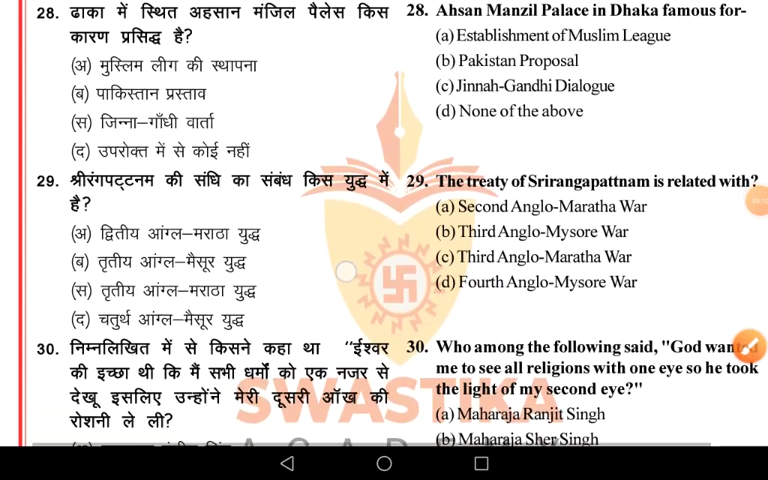 28. ढाका में स्थित अहसान मंजिल पैलेस किस
कारण प्रसिद्ध है?
(अ) मुस्लिम लीग की स्थापना
(ब) पाकिस्तान प्रस्ताव
(स) जिन्ना–गाँधी वार्ता
(द) उपरोक्त में से कोई नहीं
29. श्रीरंगपट्टनम की संधि का संबंध किस युद्ध में
है?
(अ) द्वितीय आंग्ल–मराठा युद्ध
(ब) तृतीय आंग्ल–मैसूर युद्ध
(स) तृतीय आंग्ल–मराठा युद्ध
(द) चतुर्थ आंग्ल–मैसूर युद्ध
30. निम्नलिखित में से किसने कहा था "ईश्वर
की इच्छा थी कि मैं सभी धर्मों को एक नजर से
देखू इसलिए उन्होंने मेरी दूसरी आँख की
रोशनी ले ली?
28. Ahsan Manzil Palace in Dhaka famous for-
(a) Establishment of Muslim League
(b) Pakistan Proposal
(c) Jinnah-Gandhi Dialogue
(d) None of the above
29. The treaty of Srirangapattnam is related with?
(a) Second Anglo-Maratha War
(b) Third Anglo-Mysore War
(c) Third Anglo-Maratha War
(d) Fourth Anglo-Mysore War
30. Who among the following said, "God wanted
me to see all religions with one eye so he took
the light of my second eye?"
(a) Maharaja Ranjit Singh
(b) Maharaja Sher Singh
SWASTIKA